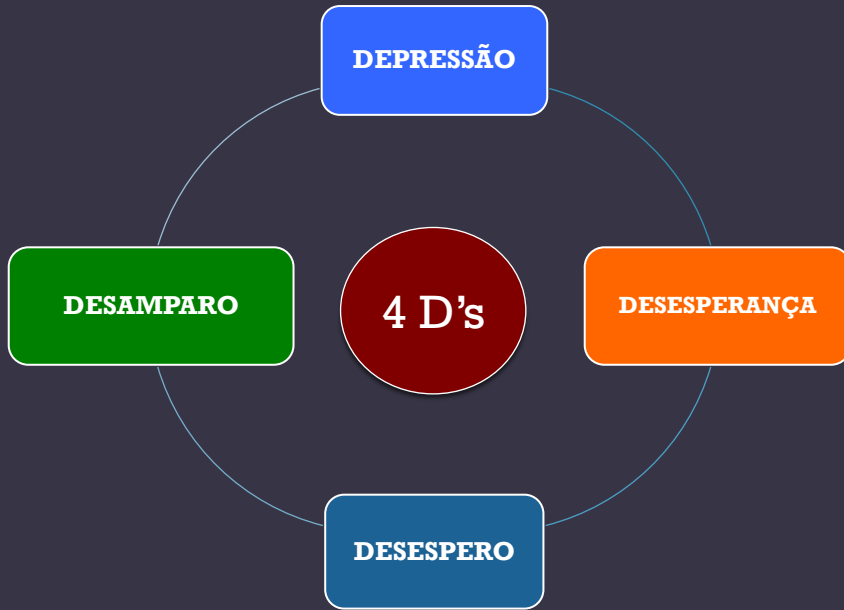 DEPRESSÃO
DESAMPARO
4 D's
DESESPERANÇA
DESESPERO